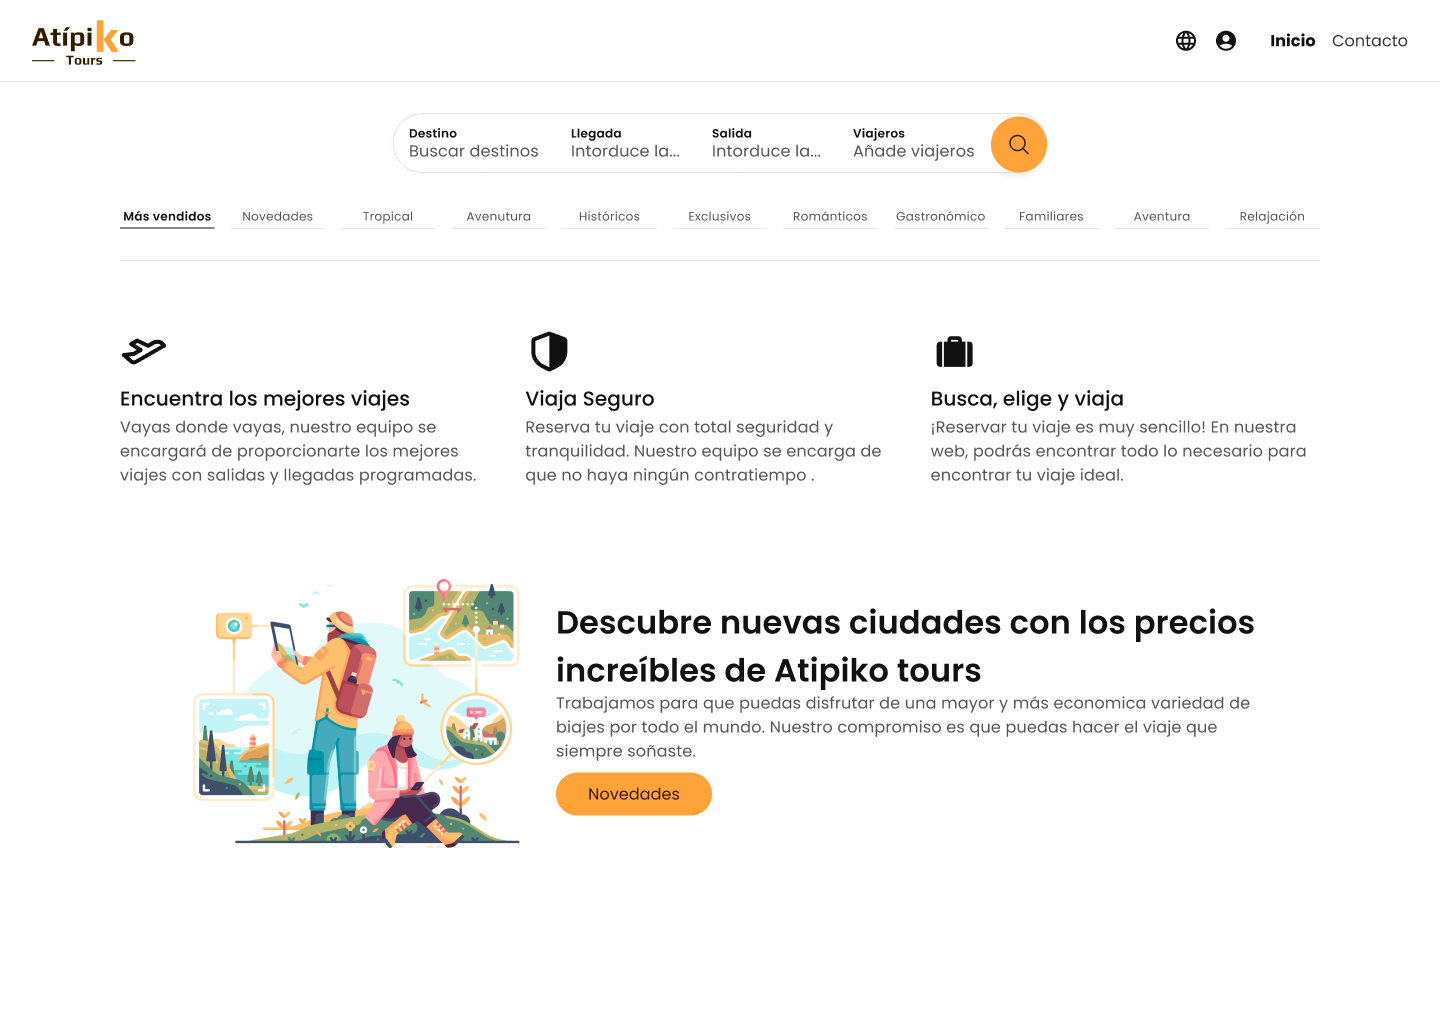 Atípiko
Tours
Inicio Contacto
Destino Llegada Salida Viajeros
Buscar destinos Intorduce la... Intorduce la... Añade viajeros
Más vendidos Novedades Tropical Avenutura Históricos Exclusivos Románticos Gastronómico Familiares Aventura Relajación
Encuentra los mejores viajes
Vayas donde vayas, nuestro equipo se
encargará de proporcionarte los mejores
viajes con salidas y llegadas programadas.
Viaja Seguro
Reserva tu viaje con total seguridad y
tranquilidad. Nuestro equipo se encarga de
que no haya ningún contratiempo .
Busca, elige y viaja
¡Reservar tu viaje es muy sencillo! En nuestra
web, podrás encontrar todo lo necesario para
encontrar tu viaje ideal.
Descubre nuevas ciudades con los precios
increíbles de Atipiko tours
Trabajamos para que puedas disfrutar de una mayor y más economica variedad de
biajes por todo el mundo. Nuestro compromiso es que puedas hacer el viaje que
siempre soñaste.
Novedades